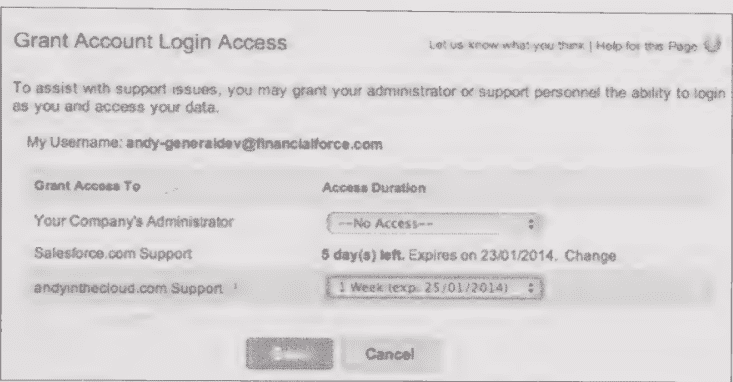 Grant Account Login Access
Let us know what you think | Help for this Page
To assist with support issues, you may grant your administrator or support personnel the ability to login
as you and access your data.
My Username: andy-generaldev@financialforce.com
Grant Access To Access Duration
Your Company's Administrator --No Access--
Salesforce.com Support 5 day(s) left. Expires on 23/01/2014. Change
andyinthecloud.com Support 1 Week (exp. 25/01/2014)
Cancel